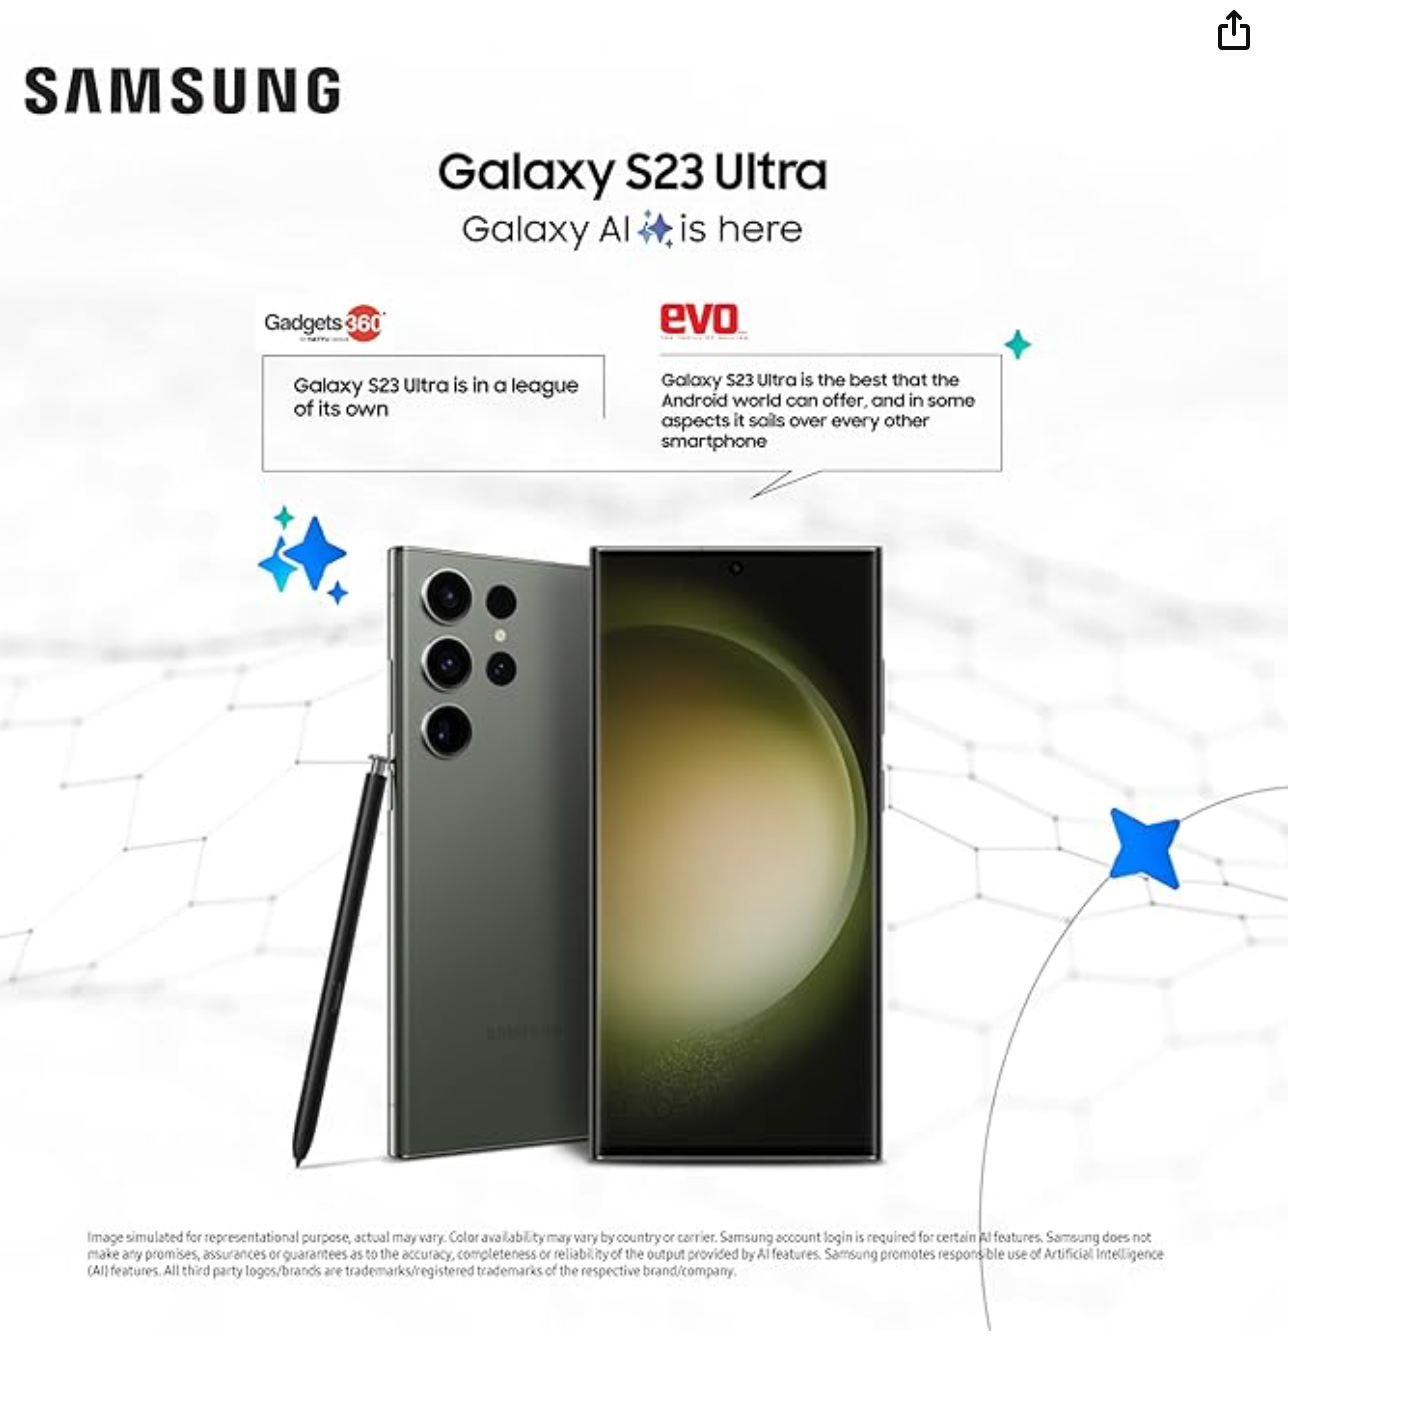 SAMSUNG
Galaxy S23 Ultra
Galaxy AI is here
Gadgets 360
Galaxy S23 Ultra is in a league
of its own
evo
Galaxy S23 Ultra is the best that the
Android world can offer, and in some
aspects it sails over every other
smartphone
SAMSUNG
Image simulated for representational purpose, actual may vary. Color availability may vary by country or carrier. Samsung account login is required for certain AI features. Samsung does not
make any promises, assurances or guarantees as to the accuracy, completeness or reliability of the output provided by AI features. Samsung promotes responsible use of Artificial Intelligence
(AI) features. All third party logos/brands are trademarks/registered trademarks of the respective brand/company.